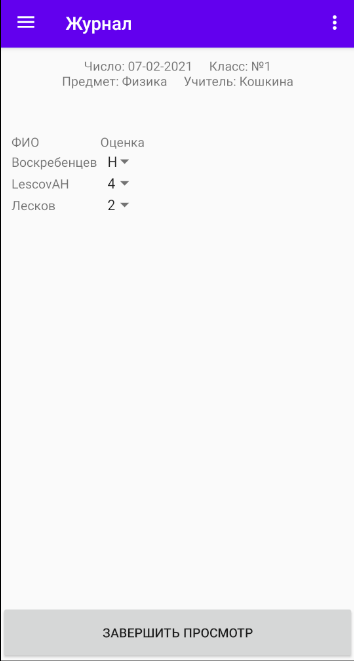 Журнал
Число: 07-02-2021 Класс: №1
Предмет: Физика Учитель: Кошкина
ФИО Оценка
Воскребенцев Н
LescovAH 4
Лесков 2
ЗАВЕРШИТЬ ПРОСМОТР